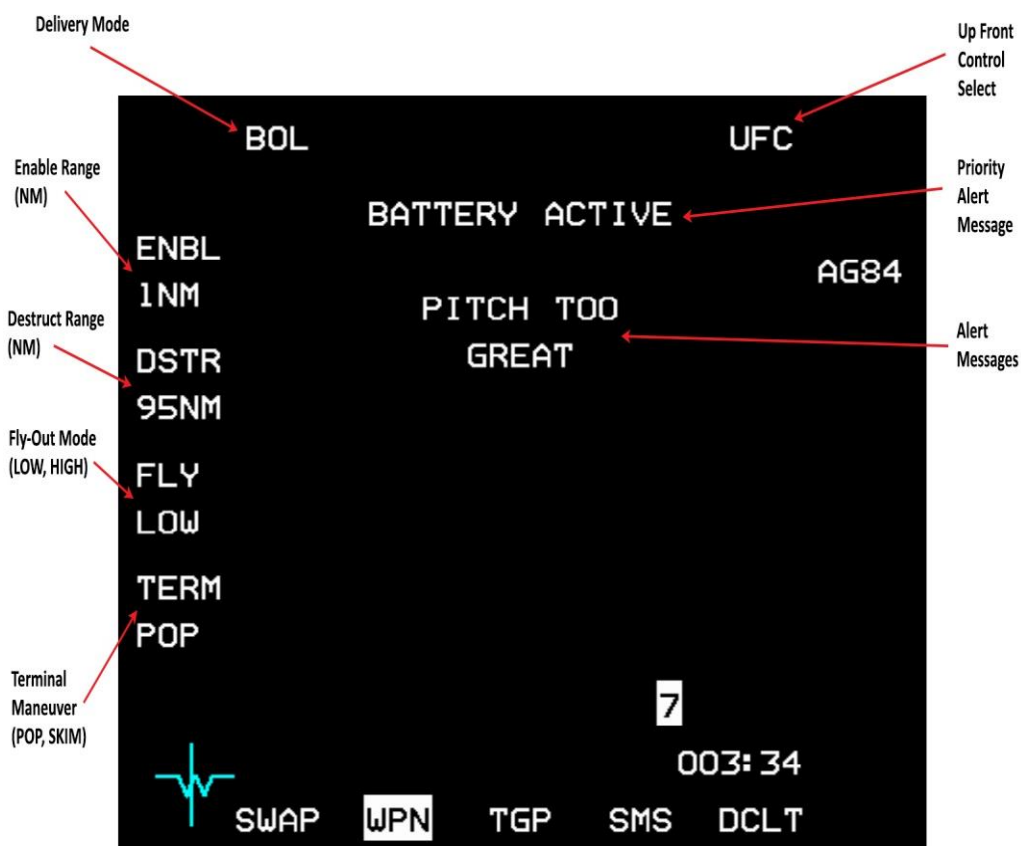 Delivery Mode
Up Front
Control
Select
BOL
UFC
Enable Range
(NM)
Priority
Alert
Message
BATTERY ACTIVE
ENBL
1NM
AG84
PITCH TOO
GREAT
Destruct Range
(NM)
DSTR
95NM
Alert
Messages
Fly-Out Mode
(LOW, HIGH)
FLY
LOW
TERM
POP
Terminal
Maneuver
(POP, SKIM)
7
003:34
SWAP WPN TGP SMS DCLT